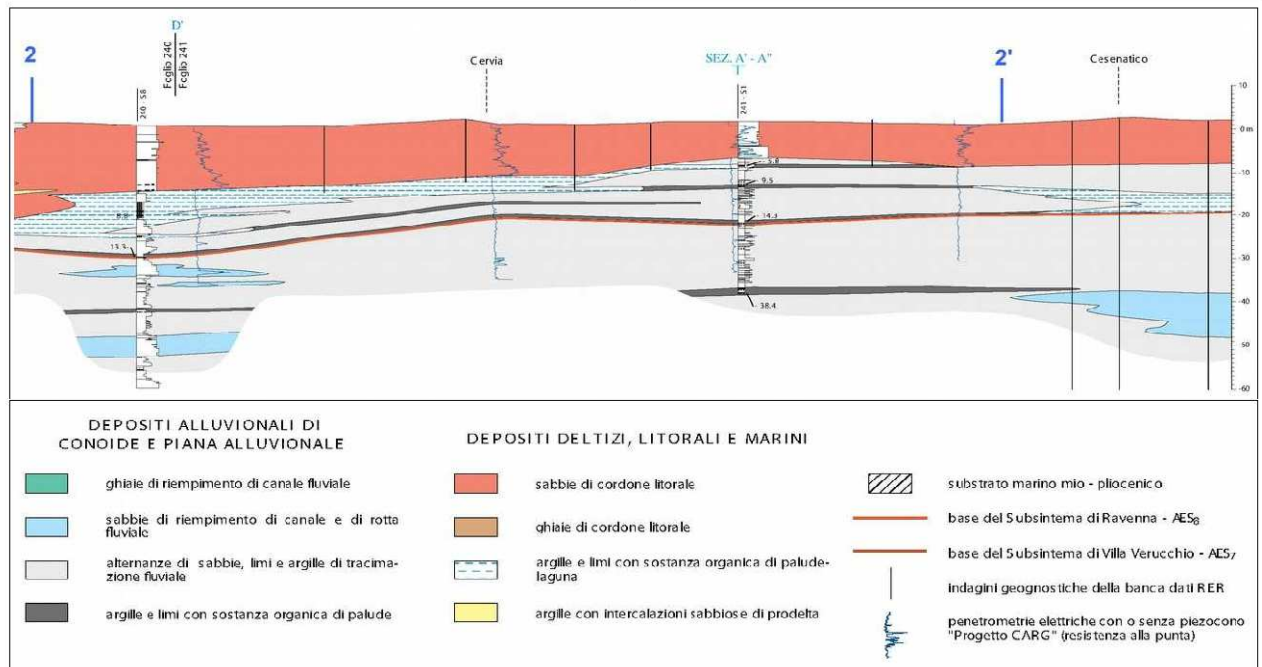 D'
2
Foglio 240
Foglio 241
Cervia
SEZ. A' - A"
2'
Cesenatico
240 - S8
241 - S1
10
0 m
-10
-20
-30
-40
-50
-60
5.8
9.5
14.3
38.4
8.9
13.3
DEPOSITI ALLUVIONALI DI
CONOIDE E PIANA ALLUVIONALE
ghiaie di riempimento di canale fluviale
sabbie di riempimento di canale e di rotta
fluviale
alternanze di sabbie, limi e argille di tracima-
zione fluviale
argille e limi con sostanza organica di palude
DEPOSITI DELTIZI, LITORALI E MARINI
sabbie di cordone litorale
ghiaie di cordone litorale
argille e limi con sostanza organica di palude-
laguna
argille con intercalazioni sabbiose di prodelta
substrato marino mio - pliocenico
base del Subsintema di Ravenna - AES8
base del Subsintema di Villa Verucchio - AES7
indagini geognostiche della banca dati RER
penetrometrie elettriche con o senza piezocono
"Progetto CARG" (resistenza alla punta)